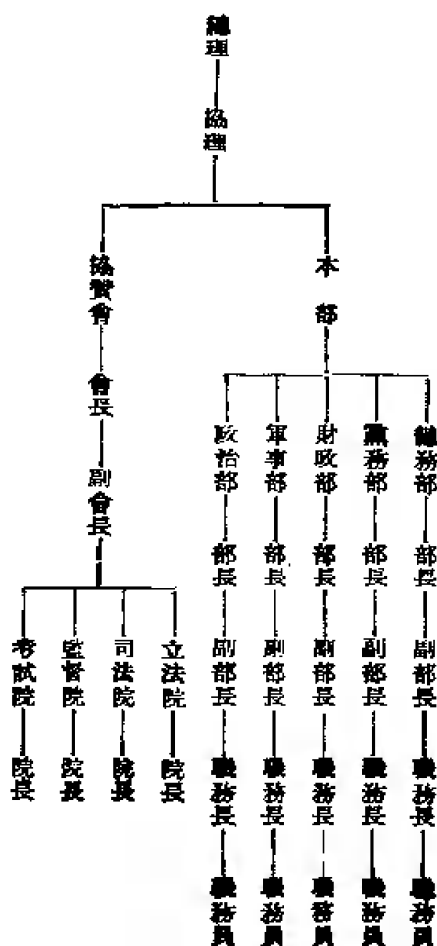 總理
協理
本部
總務部 部長 副部長 職務長 職務員
黨務部 部長 副部長 職務長 職務員
財政部 部長 副部長 職務長 職務員
軍事部 部長 副部長 職務長 職務員
政治部 部長 副部長 職務長 職務員
協贊會 會長 副會長
立法院 院長
司法院 院長
監督院 院長
考試院 院長